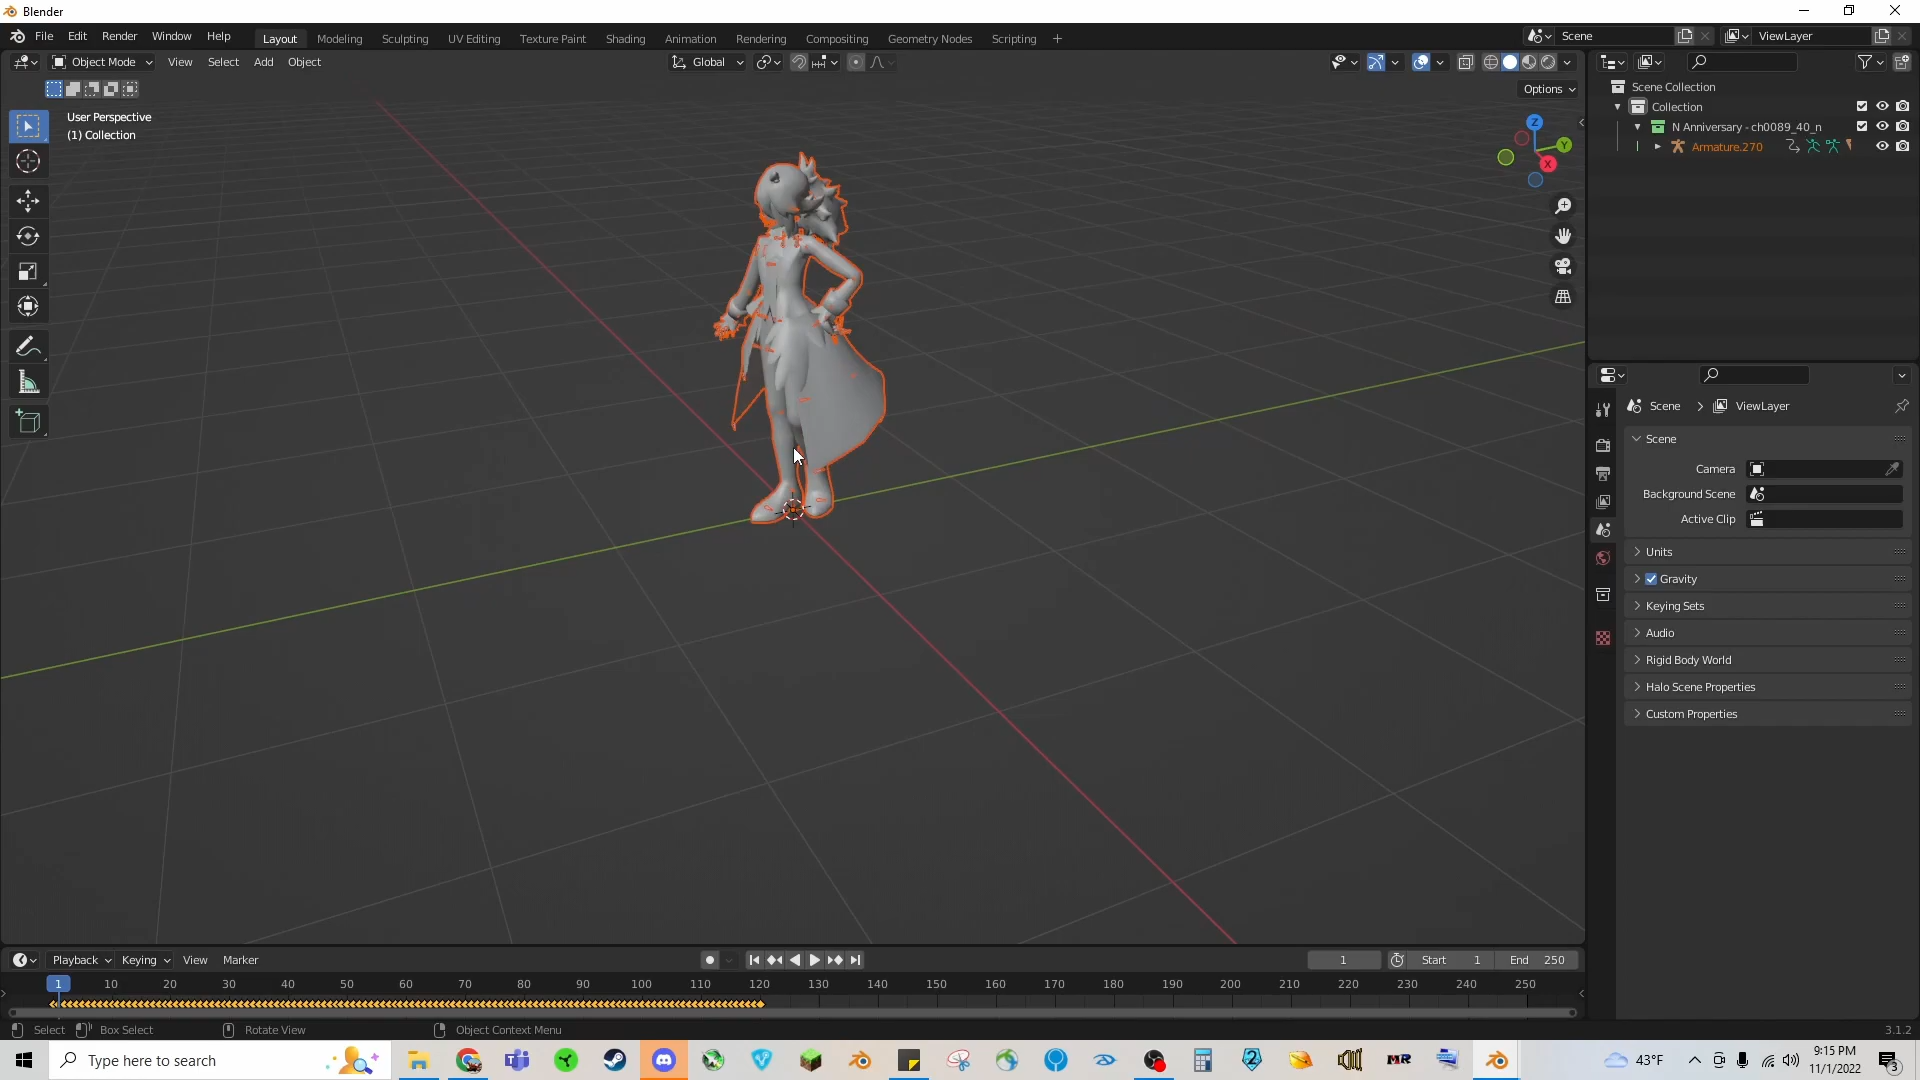 Blender
File Edit Render Window Help Layout Modeling Sculpting UV Editing Texture Paint Shading Animation Rendering Compositing Geometry Nodes Scripting + Scene ViewLayer
Object Mode View Select Add Object Global
Options
User Perspective
(1) Collection
Z
Y
X
Scene Collection
Collection
N Anniversary - ch0089_40_n
Armature.270
Scene > ViewLayer
Scene
Camera
Background Scene
Active Clip
Units
Gravity
Keying Sets
Audio
Rigid Body World
Halo Scene Properties
Custom Properties
Playback Keying View Marker 1 Start 1 End 250
1 10 20 30 40 50 60 70 80 90 100 110 120 130 140 150 160 170 180 190 200 210 220 230 240 250
Select Box Select Rotate View Object Context Menu 3.1.2
Type here to search
43°F
9:15 PM
11/1/2022
3